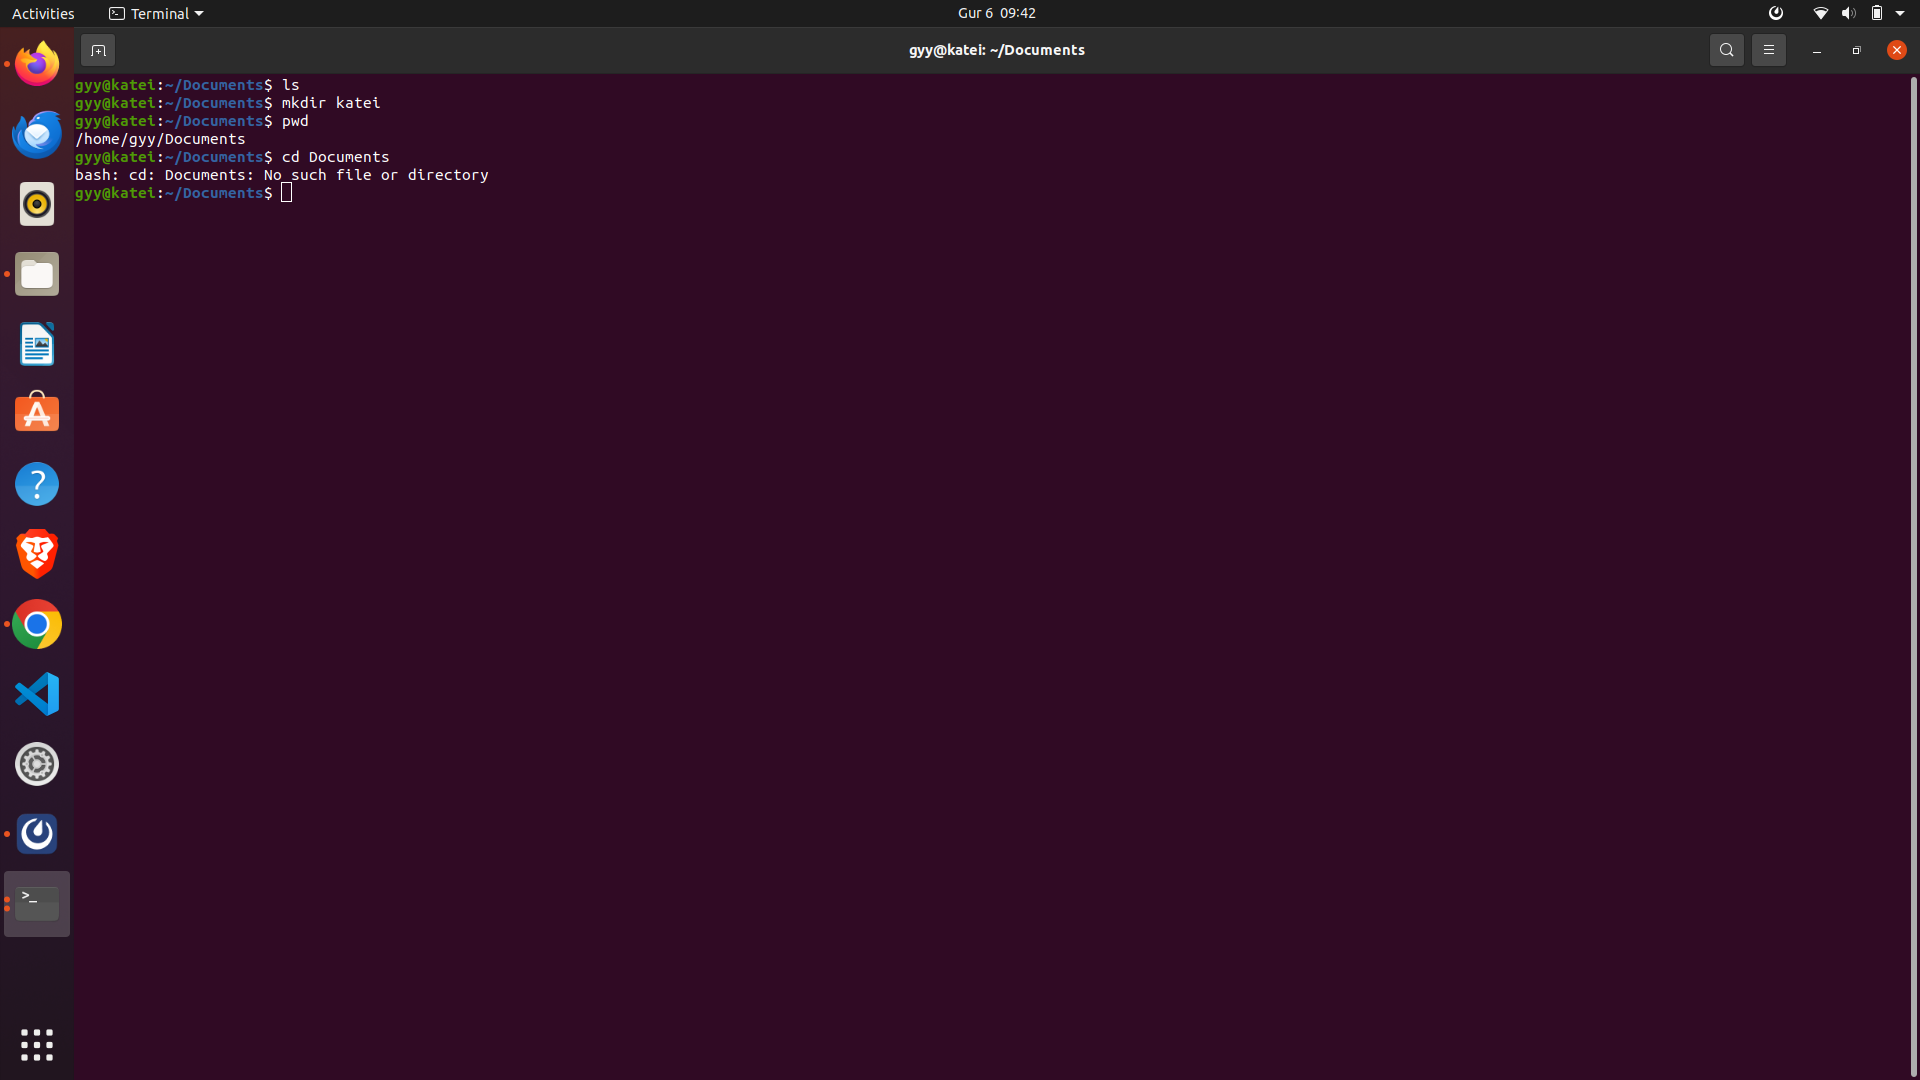 Activities
Terminal
Gur 6 09:42
gyy@katei: ~/Documents
gyy@katei:~/Documents$ ls
gyy@katei:~/Documents$ mkdir katei
gyy@katei:~/Documents$ pwd
/home/gyy/Documents
gyy@katei:~/Documents$ cd Documents
bash: cd: Documents: No such file or directory
gyy@katei:~/Documents$